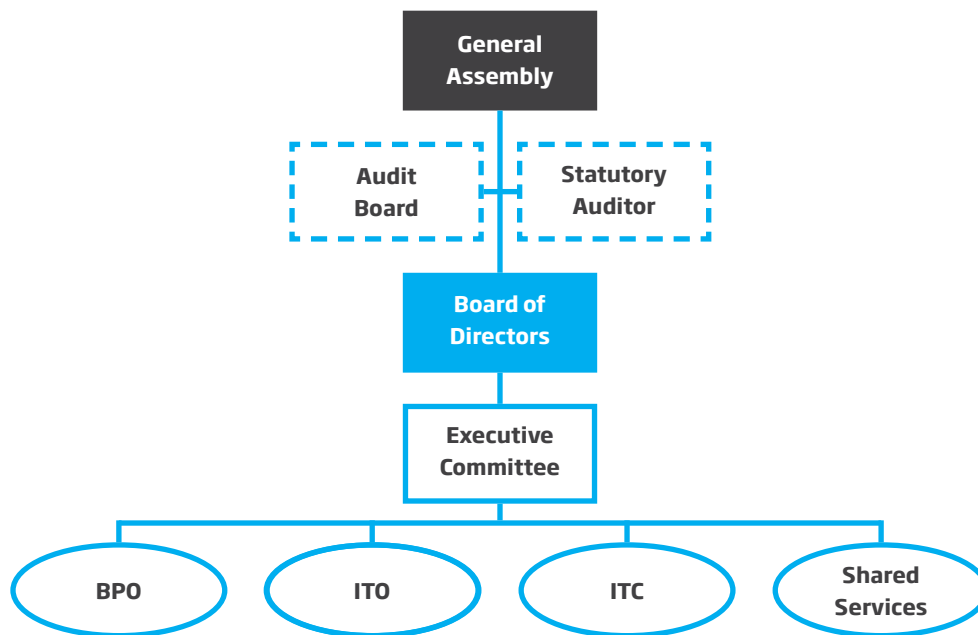 General
Assembly
Audit
Board
Statutory
Auditor
Board of
Directors
Executive
Committee
BPO
ITO
ITC
Shared
Services